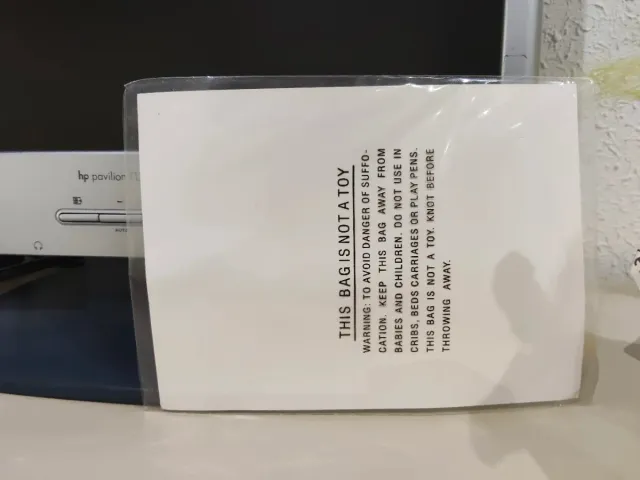 hp pavilion
auto
THIS BAG IS NOT A TOY
WARNING: TO AVOID DANGER OF SUFFO-
CATION. KEEP THIS BAG AWAY FROM
BABIES AND CHILDREN. DO NOT USE IN
CRIBS, BEDS CARRIAGES OR PLAY PENS.
THIS BAG IS NOT A TOY. KNOT BEFORE
THROWING AWAY.